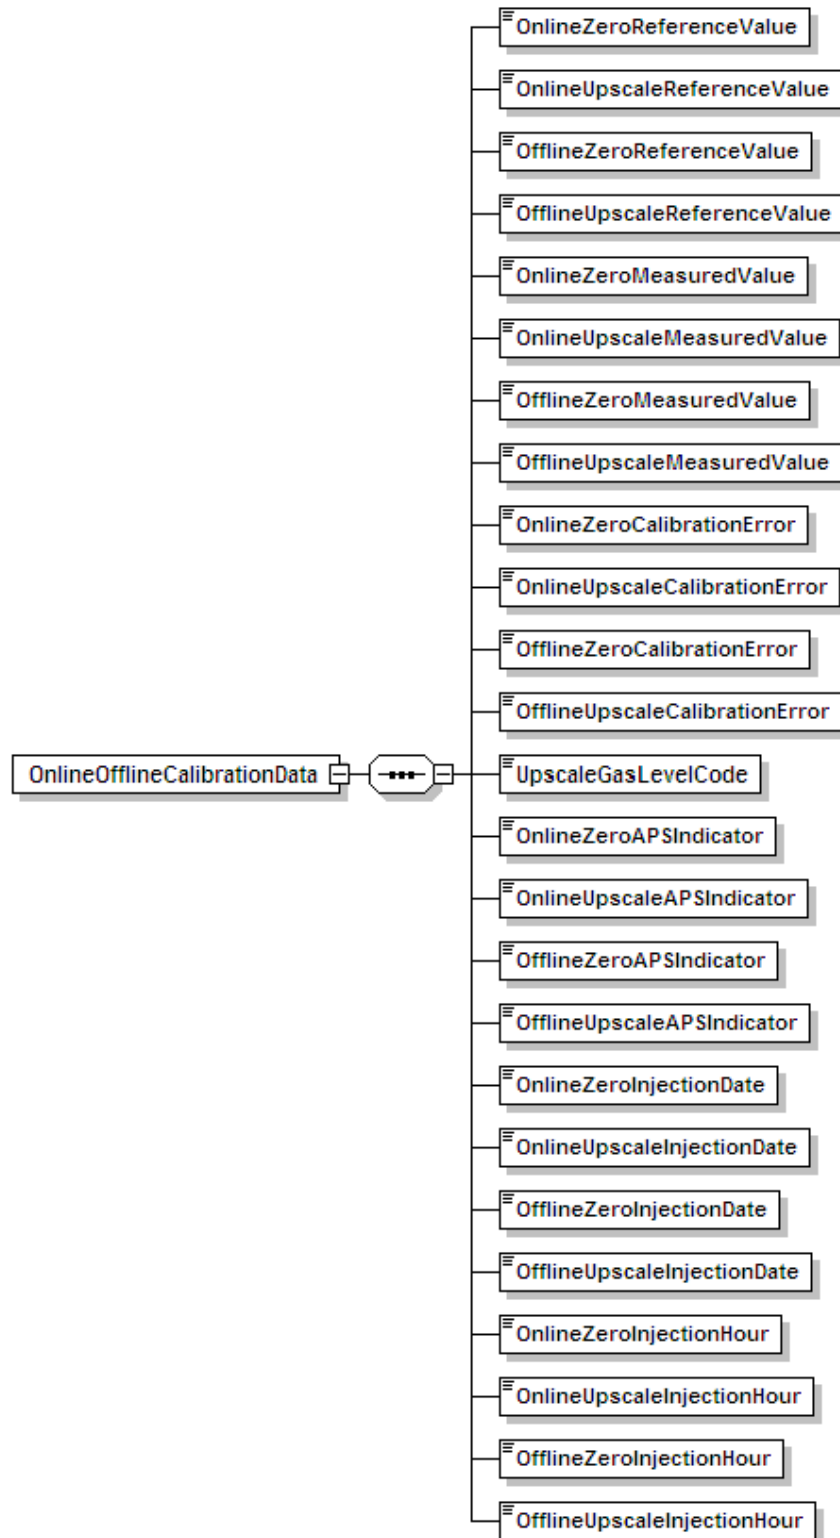 OnlineZeroReferenceValue
OnlineUpscaleReferenceValue
OfflineZeroReferenceValue
OfflineUpscaleReferenceValue
OnlineZeroMeasuredValue
OnlineUpscaleMeasuredValue
OfflineZeroMeasuredValue
OfflineUpscaleMeasuredValue
OnlineZeroCalibrationError
OnlineUpscaleCalibrationError
OfflineZeroCalibrationError
OfflineUpscaleCalibrationError
OnlineOfflineCalibrationData
UpscaleGasLevelCode
OnlineZeroAPSIndicator
OnlineUpscaleAPSIndicator
OfflineZeroAPSIndicator
OfflineUpscaleAPSIndicator
OnlineZeroInjectionDate
OnlineUpscaleInjectionDate
OfflineZeroInjectionDate
OfflineUpscaleInjectionDate
OnlineZeroInjectionHour
OnlineUpscaleInjectionHour
OfflineZeroInjectionHour
OfflineUpscaleInjectionHour